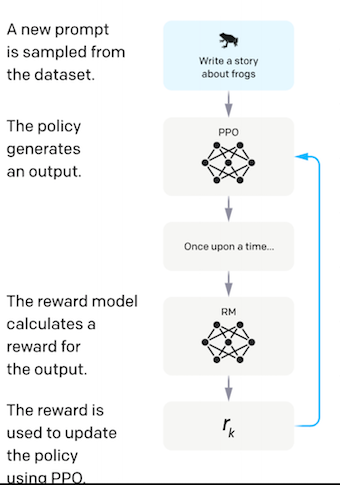 A new prompt
is sampled from
the dataset.
Write a story
about frogs
The policy
generates
an output.
PPO
Once upon a time...
The reward model
calculates a
reward for
the output.
RM
The reward is
used to update
the policy
using PPO.
r_k